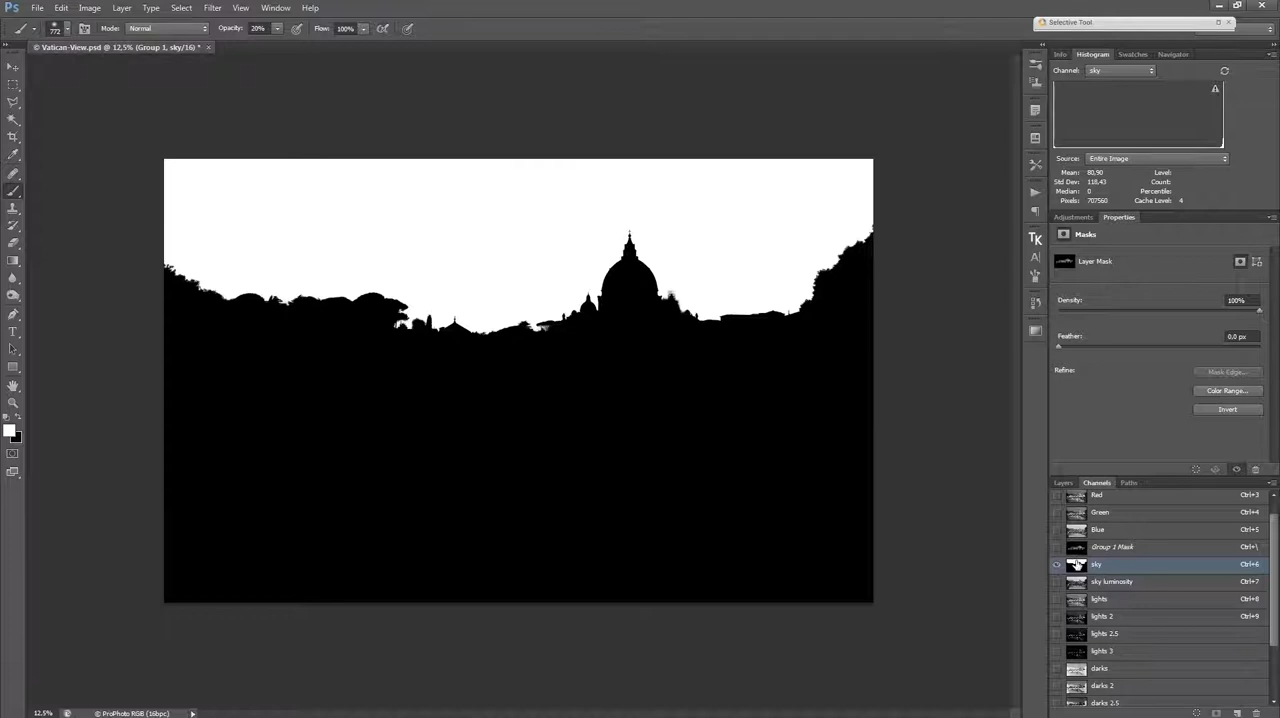 Ps File Edit Image Layer Type Select Filter View Window Help
772 Mode: Normal Opacity: 20% Flow: 100%
Selective Tool
© Vatican-View.psd @ 12,5% (Group 1, sky/16) * ×
Info Histogram Swatches Navigator
Channel: sky
Source: Entire Image
Mean: 80,90 Level:
Std Dev: 118,43 Count:
Median: 0 Percentile:
Pixels: 707560 Cache Level: 4
Adjustments Properties
Masks
TK
Layer Mask
Density: 100%
Feather: 0,0 px
Refine: Mask Edge...
Color Range...
Invert
Layers Channels Paths
Red Ctrl+3
Green Ctrl+4
Blue Ctrl+5
Group 1 Mask Ctrl+\
sky Ctrl+6
sky luminosity Ctrl+7
lights Ctrl+8
lights 2 Ctrl+9
lights 2.5
lights 3
darks
darks 2
darks 2.5
12,5% © ProPhoto RGB (16bpc)